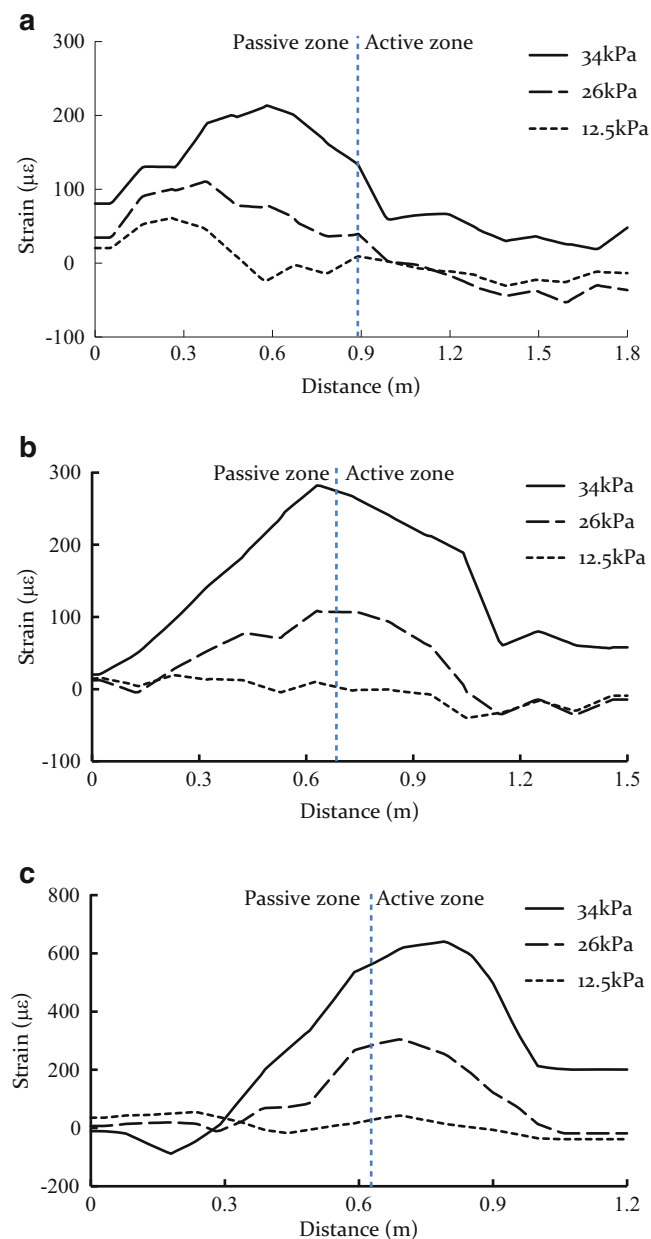 a
300
200
100
0
-100
Strain (µε)
Passive zone
Active zone
34kPa
26kPa
12.5kPa
0 0.3 0.6 0.9 1.2 1.5 1.8
Distance (m)
b
300
200
100
0
-100
Strain (µε)
Passive zone
Active zone
34kPa
26kPa
12.5kPa
0 0.3 0.6 0.9 1.2 1.5
Distance (m)
c
800
600
400
200
0
-200
Strain (µε)
Passive zone
Active zone
34kPa
26kPa
12.5kPa
0 0.3 0.6 0.9 1.2
Distance (m)